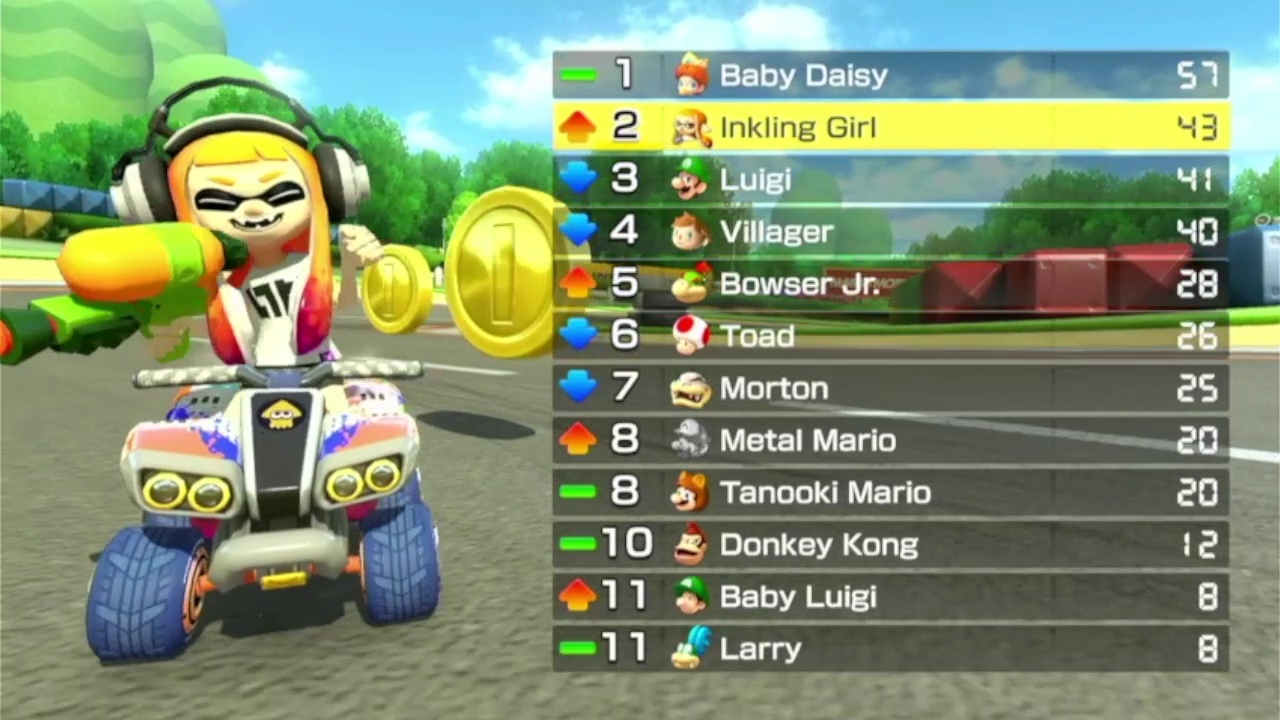 1 Baby Daisy 57
2 Inkling Girl 43
3 Luigi 41
4 Villager 40
5 Bowser Jr. 28
6 Toad 26
7 Morton 25
8 Metal Mario 20
8 Tanooki Mario 20
10 Donkey Kong 12
11 Baby Luigi 8
11 Larry 8